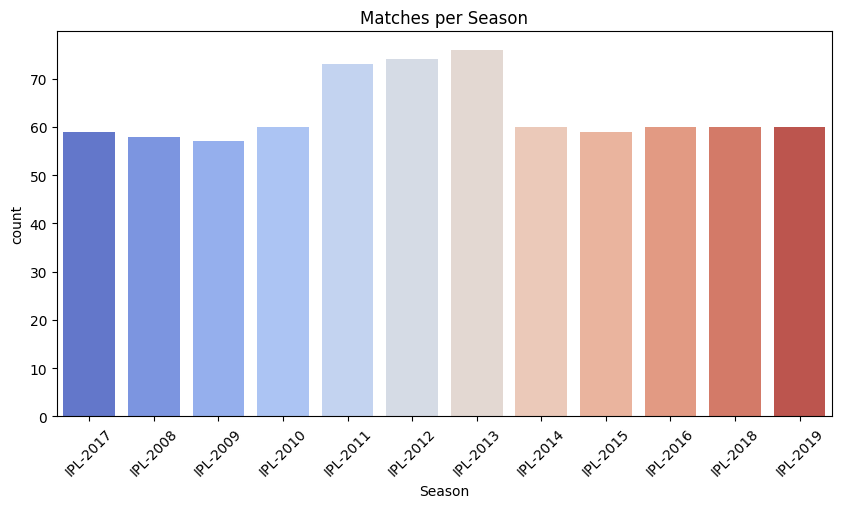 Matches per Season
count
70
60
50
40
30
20
10
0
IPL-2017
IPL-2008
IPL-2009
IPL-2010
IPL-2011
IPL-2012
IPL-2013
IPL-2014
IPL-2015
IPL-2016
IPL-2018
IPL-2019
Season